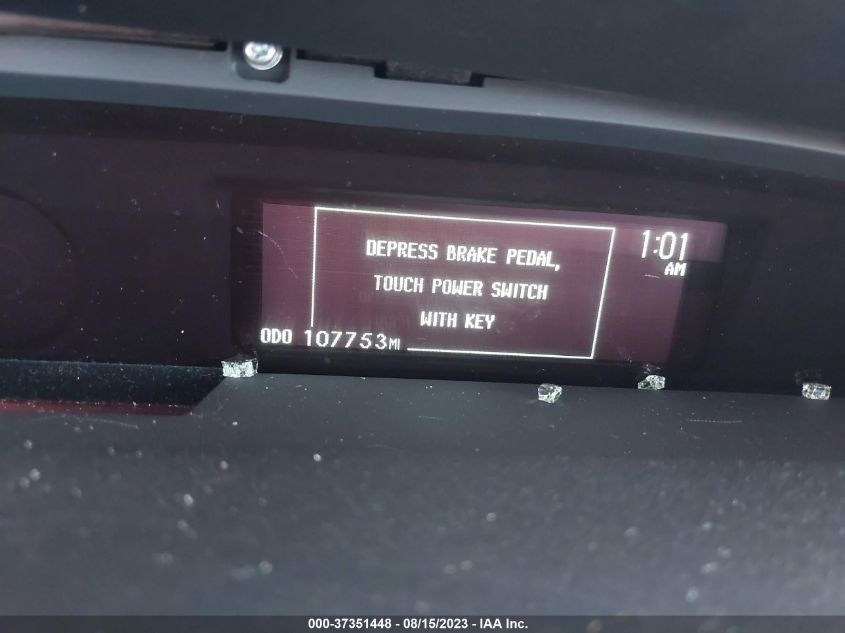 DEPRESS BRAKE PEDAL,
TOUCH POWER SWITCH
WITH KEY
1:01
AM
ODO 107753MI
000-37351448 - 08/15/2023 - IAA Inc.